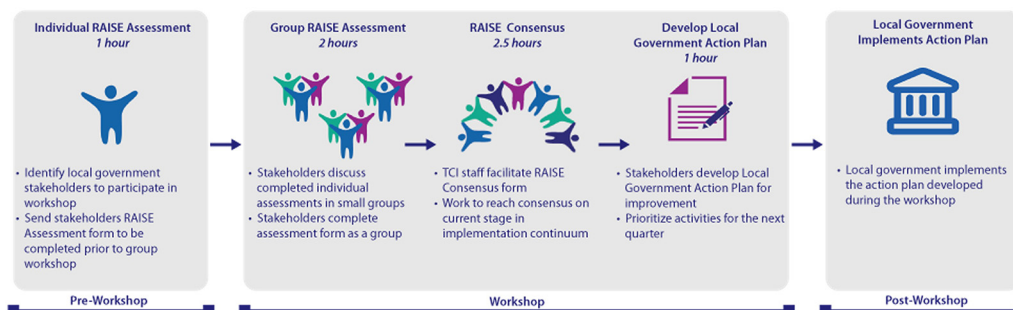 Individual RAISE Assessment
1 hour
• Identify local government
stakeholders to participate in
workshop
• Send stakeholders RAISE
Assessment form to be
completed prior to group
workshop
Pre-Workshop
Group RAISE Assessment
2 hours
• Stakeholders discuss
completed individual
assessments in small groups
• Stakeholders complete
assessment form as a group
RAISE Consensus
2.5 hours
• TCI staff facilitate RAISE
Consensus form
• Work to reach consensus on
current stage in
implementation continuum
Develop Local
Government Action Plan
1 hour
• Stakeholders develop Local
Government Action Plan for
improvement
• Prioritize activities for the next
quarter
Workshop
Local Government
Implements Action Plan
• Local government implements
the action plan developed
during the workshop
Post-Workshop